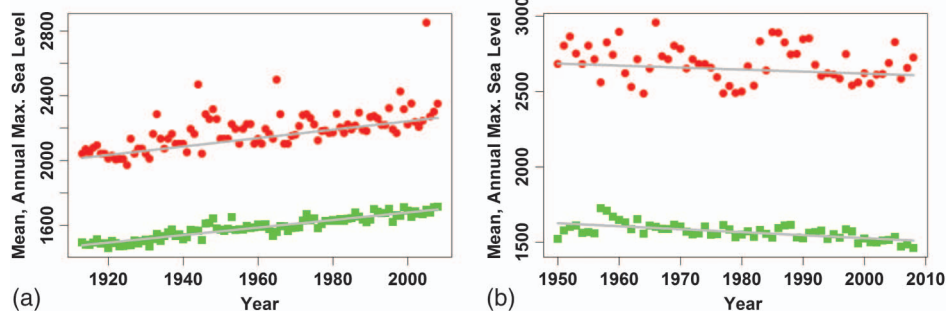 Mean, Annual Max. Sea Level
2800
2400
2000
1600
1920 1940 1960 1980 2000
Year
(a)
Mean, Annual Max. Sea Level
3000
2500
2000
1500
1950 1960 1970 1980 1990 2000 2010
Year
(b)